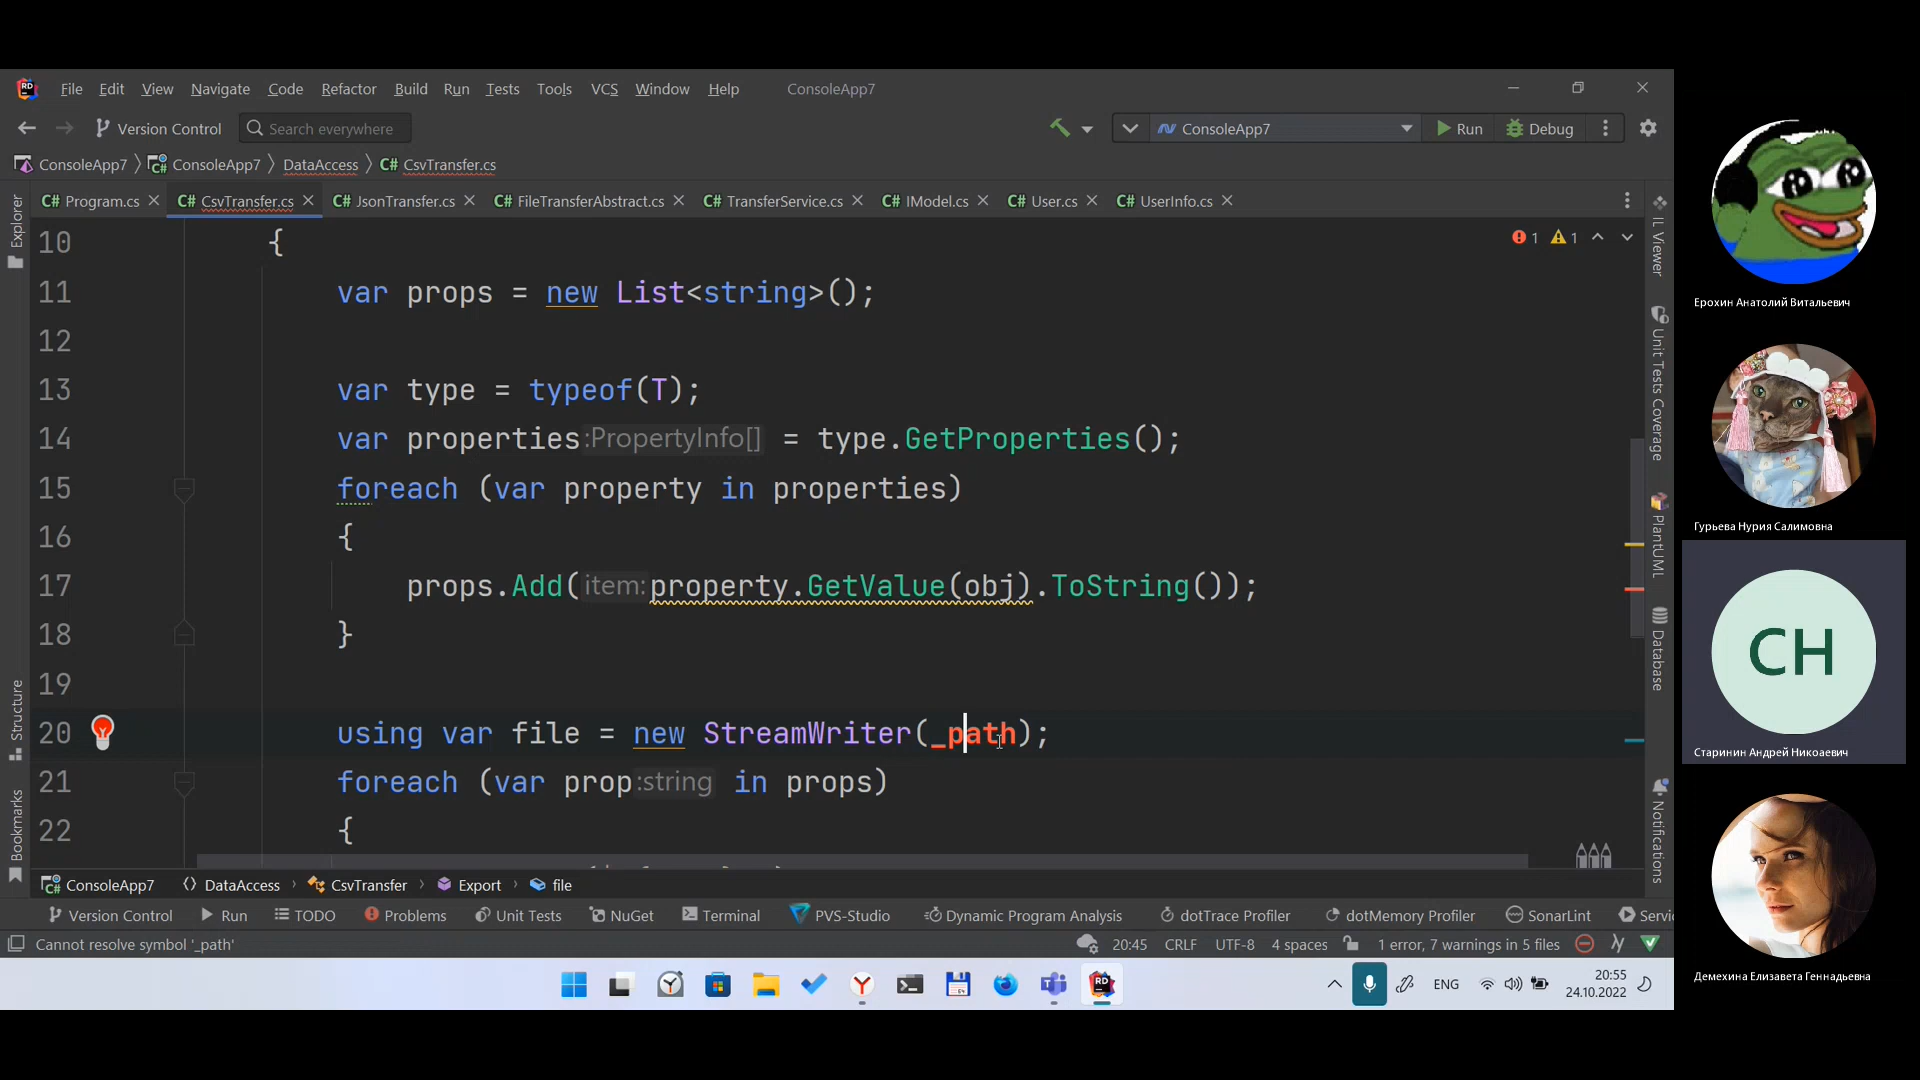 File Edit View Navigate Code Refactor Build Run Tests Tools VCS Window Help ConsoleApp7
Version Control Search everywhere ConsoleApp7 Run Debug
ConsoleApp7 ConsoleApp7 DataAccess C# CsvTransfer.cs
C# Program.cs C# CsvTransfer.cs C# JsonTransfer.cs C# FileTransferAbstract.cs C# TransferService.cs C# IModel.cs C# User.cs C# UserInfo.cs
Explorer
Structure
Bookmarks
10 {
1 1
11 var props = new List<string>();
12
13 var type = typeof(T);
14 var properties:PropertyInfo[] = type.GetProperties();
15 foreach (var property in properties)
16 {
17 props.Add(item:property.GetValue(obj).ToString());
18 }
19
20 using var file = new StreamWriter(_path);
21 foreach (var prop:string in props)
22 {
IL Viewer
Unit Tests Coverage
PlantUML
Database
Notifications
ConsoleApp7 DataAccess CsvTransfer Export file
Version Control Run TODO Problems Unit Tests NuGet Terminal PVS-Studio Dynamic Program Analysis dotTrace Profiler dotMemory Profiler SonarLint Servi
Cannot resolve symbol '_path' 20:45 CRLF UTF-8 4 spaces 1 error, 7 warnings in 5 files
ENG 20:55
24.10.2022
Ерохин Анатолий Витальевич
Гурьева Нурия Салимовна
СН
Старинин Андрей Никоаевич
Демехина Елизавета Геннадьевна